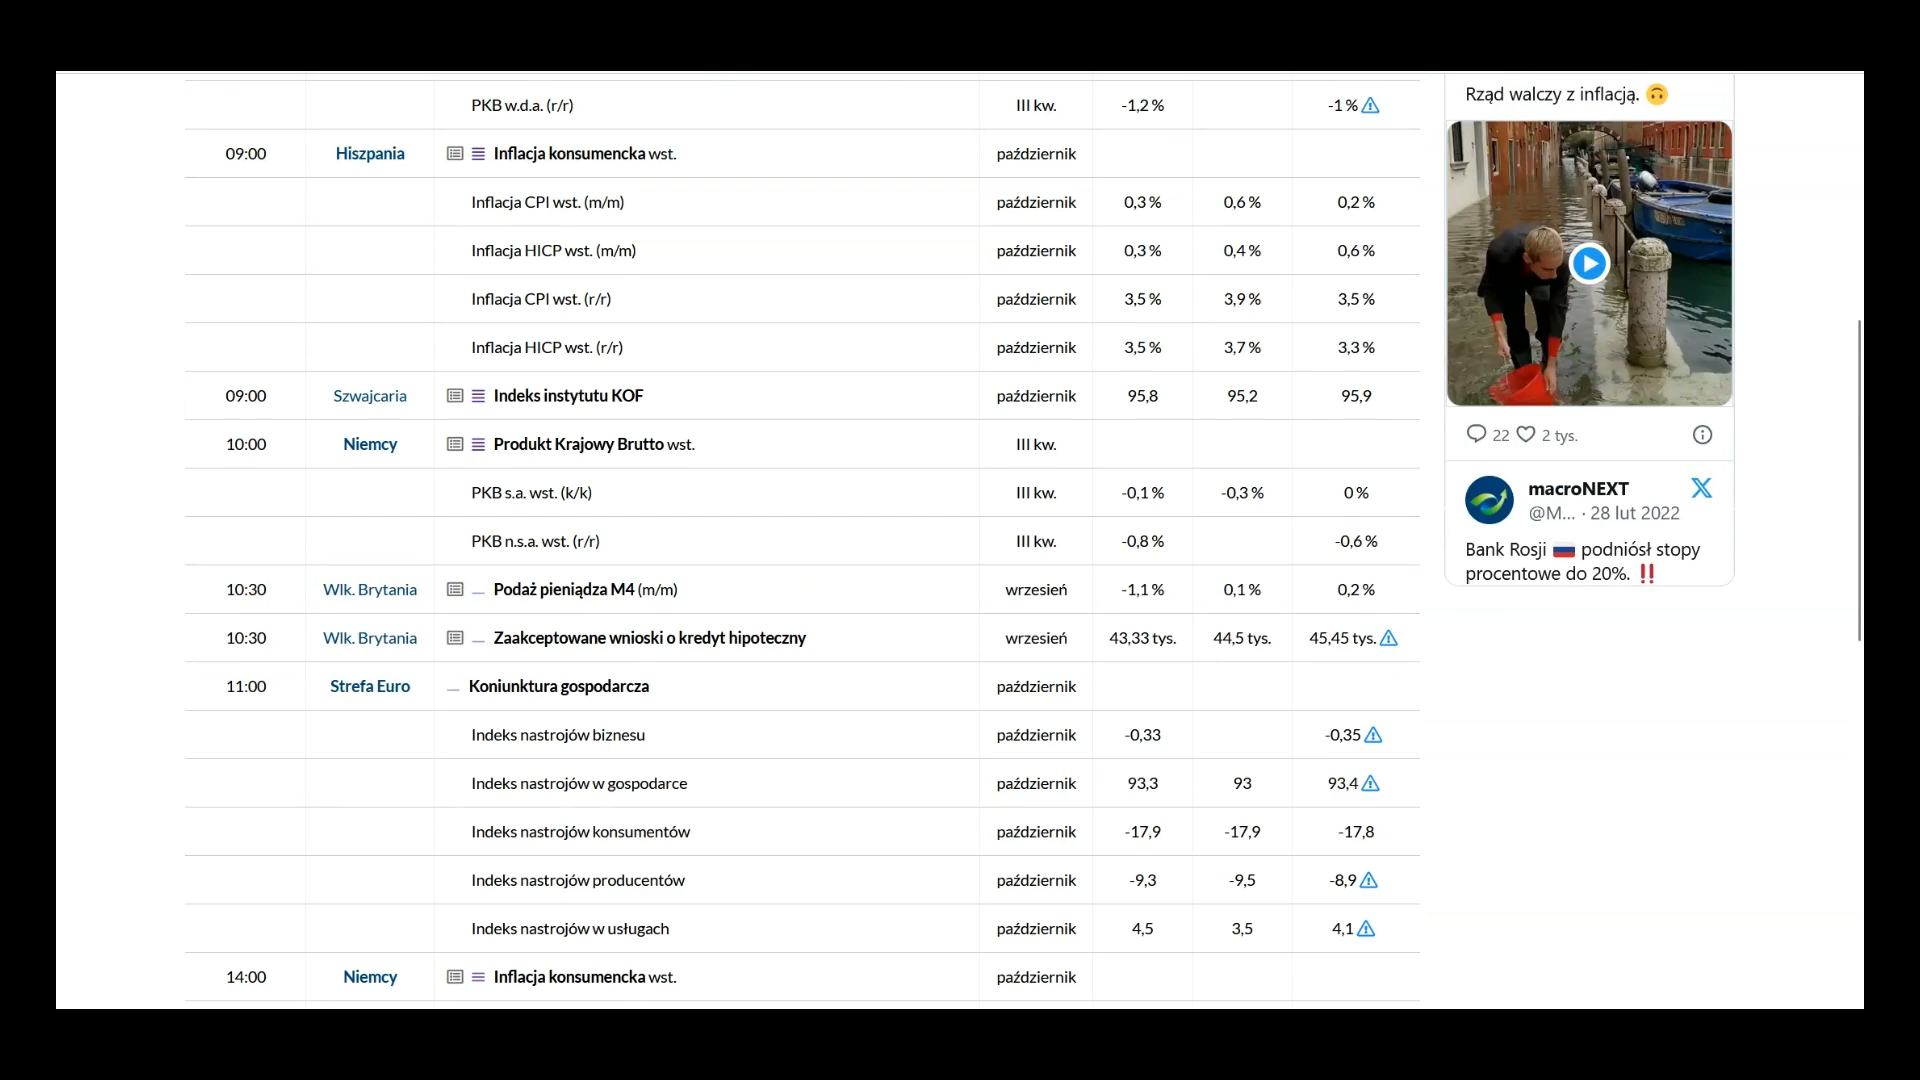 PKB w.d.a. (r/r) III kw. -1,2 % -1 %
09:00 Hiszpania Inflacja konsumencka wst. październik
Inflacja CPI wst. (m/m) październik 0,3 % 0,6 % 0,2 %
Inflacja HICP wst. (m/m) październik 0,3 % 0,4 % 0,6 %
Inflacja CPI wst. (r/r) październik 3,5 % 3,9 % 3,5 %
Inflacja HICP wst. (r/r) październik 3,5 % 3,7 % 3,3 %
09:00 Szwajcaria Indeks instytutu KOF październik 95,8 95,2 95,9
10:00 Niemcy Produkt Krajowy Brutto wst. III kw.
PKB s.a. wst. (k/k) III kw. -0,1 % -0,3 % 0 %
PKB n.s.a. wst. (r/r) III kw. -0,8 % -0,6 %
10:30 Wlk. Brytania Podaż pieniądza M4 (m/m) wrzesień -1,1 % 0,1 % 0,2 %
10:30 Wlk. Brytania Zaakceptowane wnioski o kredyt hipoteczny wrzesień 43,33 tys. 44,5 tys. 45,45 tys.
11:00 Strefa Euro Koniunktura gospodarcza październik
Indeks nastrojów biznesu październik -0,33 -0,35
Indeks nastrojów w gospodarce październik 93,3 93 93,4
Indeks nastrojów konsumentów październik -17,9 -17,9 -17,8
Indeks nastrojów producentów październik -9,3 -9,5 -8,9
Indeks nastrojów w usługach październik 4,5 3,5 4,1
14:00 Niemcy Inflacja konsumencka wst. październik
Rząd walczy z inflacją. 🙃
22 2 tys.
macroNEXT
@M... · 28 lut 2022
Bank Rosji 🇷🇺 podniósł stopy
procentowe do 20%. ‼️